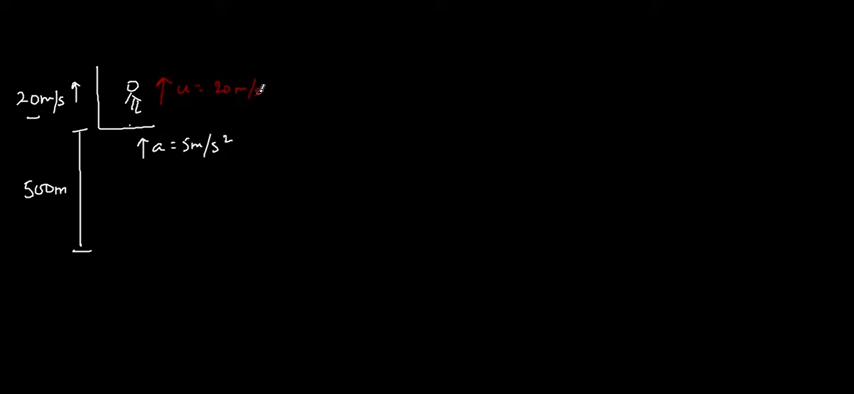 20m/s ↑
↑ u = 20m/s
↑ a = 5m/s²
500m